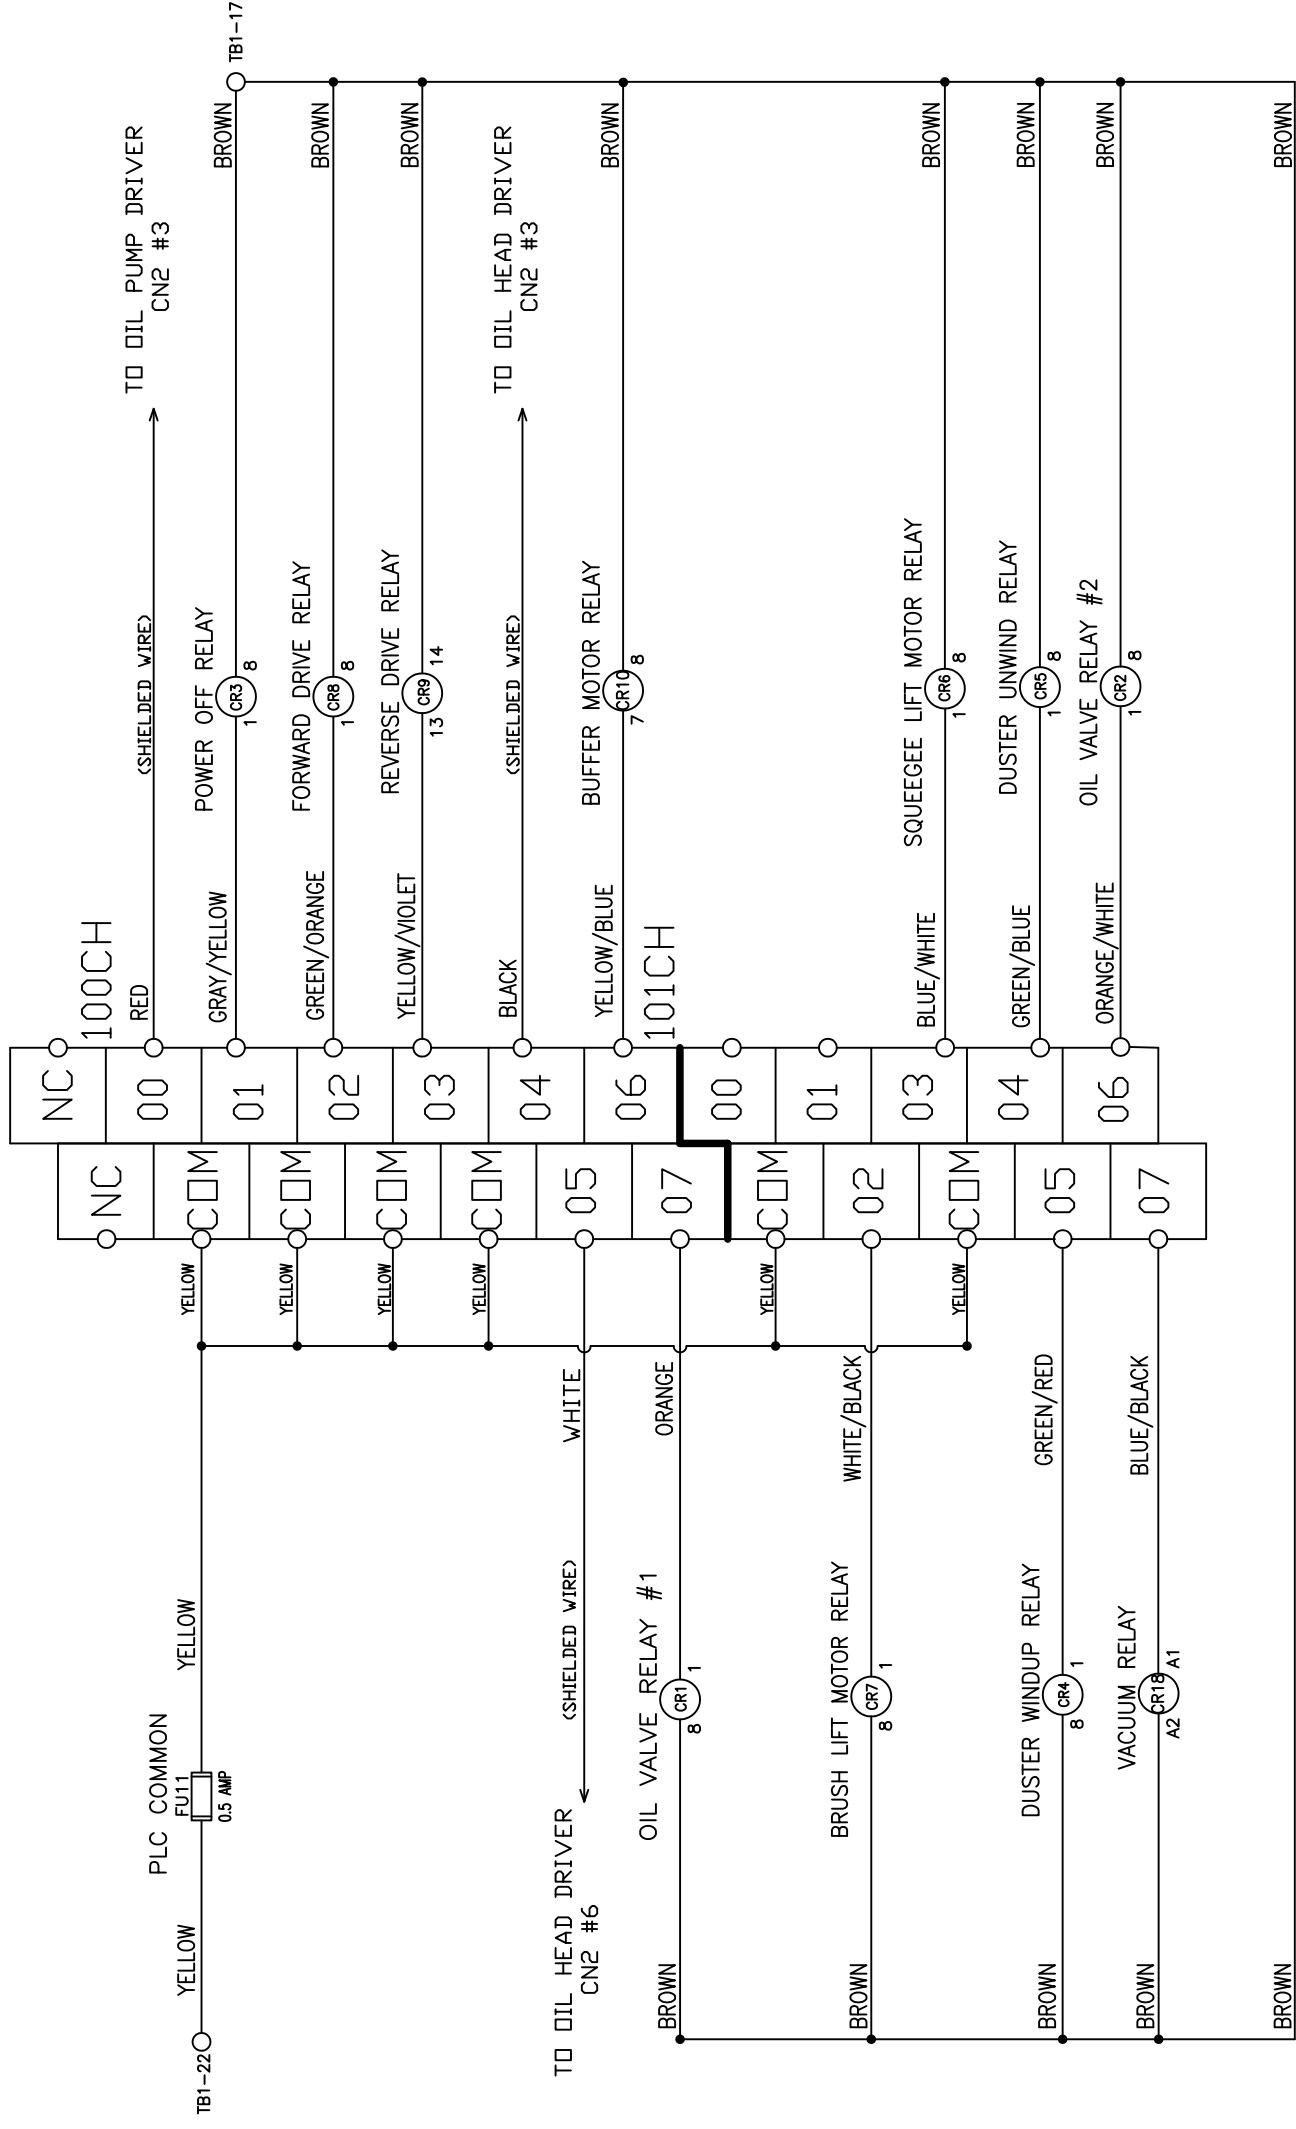 TB1-17
BROWN
BROWN
BROWN
BROWN
BROWN
BROWN
BROWN
BROWN
TO OIL PUMP DRIVER
CN2 #3
TO OIL HEAD DRIVER
CN2 #3
(SHIELDED WIRE)
POWER OFF RELAY
1 CR3 8
FORWARD DRIVE RELAY
1 CR8 8
REVERSE DRIVE RELAY
13 CR9 14
(SHIELDED WIRE)
BUFFER MOTOR RELAY
7 CR10 8
SQUEEGEE LIFT MOTOR RELAY
1 CR6 8
DUSTER UNWIND RELAY
1 CR5 8
OIL VALVE RELAY #2
1 CR2 8
100CH
RED
GRAY/YELLOW
GREEN/ORANGE
YELLOW/VIOLET
BLACK
YELLOW/BLUE
101CH
BLUE/WHITE
GREEN/BLUE
ORANGE/WHITE
NC
00
01
02
03
04
06
00
01
03
04
06
NC
COM
COM
COM
COM
05
07
COM
02
COM
05
07
YELLOW
YELLOW
YELLOW
YELLOW
YELLOW
YELLOW
WHITE
ORANGE
WHITE/BLACK
GREEN/RED
BLUE/BLACK
YELLOW
PLC COMMON
FU11
0.5 AMP
YELLOW
TB1-22
(SHIELDED WIRE)
TO OIL HEAD DRIVER
CN2 #6
OIL VALVE RELAY #1
8 CR1 1
BRUSH LIFT MOTOR RELAY
8 CR7 1
DUSTER WINDUP RELAY
8 CR4 1
VACUUM RELAY
A2 CR18 A1
BROWN
BROWN
BROWN
BROWN
BROWN